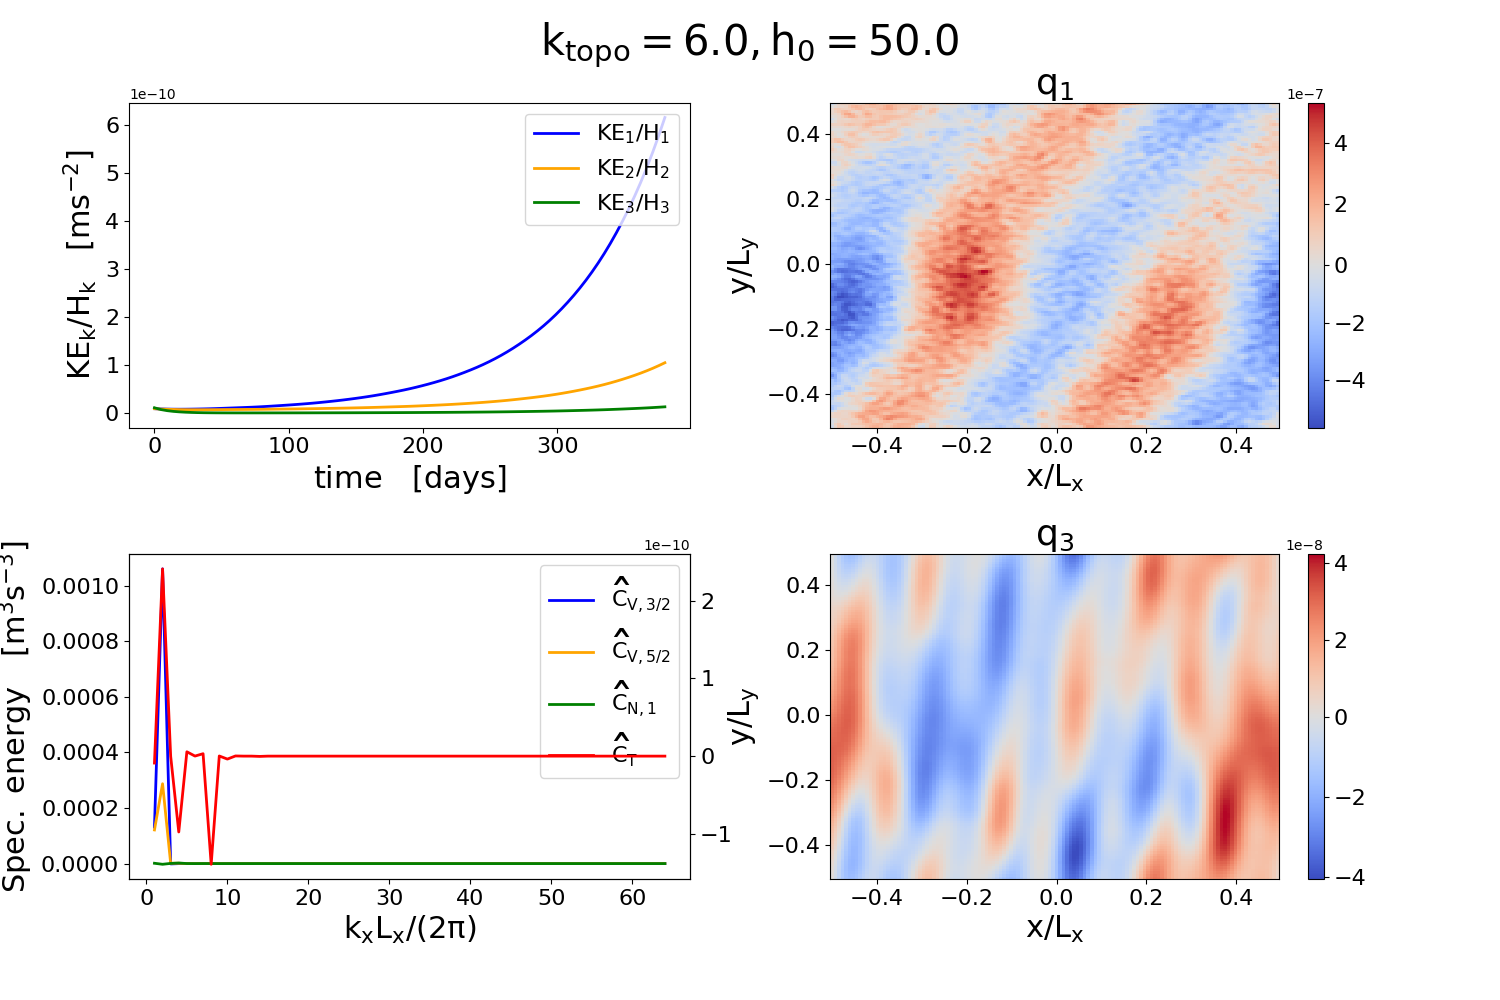 k_topo = 6.0, h_0 = 50.0
1e−10
6
5
4
3
2
1
0
KE_k/H_k [ms^−2]
KE_1/H_1
KE_2/H_2
KE_3/H_3
0 100 200 300
time [days]
q_1
1e−7
0.4
0.2
0.0
−0.2
−0.4
y/L_y
−0.4 −0.2 0.0 0.2 0.4
x/L_x
4
2
0
−2
−4
1e−10
0.0010
0.0008
0.0006
0.0004
0.0002
0.0000
Spec. energy [m^3s^−3]
Ĉ_V,3/2
Ĉ_V,5/2
Ĉ_N,1
Ĉ_T
2
1
0
−1
0 10 20 30 40 50 60
k_xL_x/(2π)
q_3
1e−8
0.4
0.2
0.0
−0.2
−0.4
y/L_y
−0.4 −0.2 0.0 0.2 0.4
x/L_x
4
2
0
−2
−4